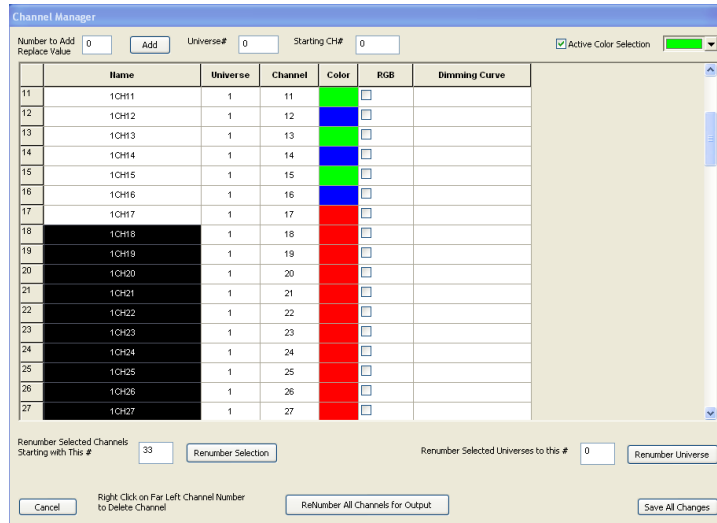 Channel Manager
Number to Add
Replace Value
0
Add
Universe#
0
Starting CH#
0
Active Color Selection
Name Universe Channel Color RGB Dimming Curve
11 1CH11 1 11
12 1CH12 1 12
13 1CH13 1 13
14 1CH14 1 14
15 1CH15 1 15
16 1CH16 1 16
17 1CH17 1 17
18 1CH18 1 18
19 1CH19 1 19
20 1CH20 1 20
21 1CH21 1 21
22 1CH22 1 22
23 1CH23 1 23
24 1CH24 1 24
25 1CH25 1 25
26 1CH26 1 26
27 1CH27 1 27
Renumber Selected Channels
Starting with This #
33
Renumber Selection
Renumber Selected Universes to this #
0
Renumber Universe
Cancel
Right Click on Far Left Channel Number
to Delete Channel
ReNumber All Channels for Output
Save All Changes